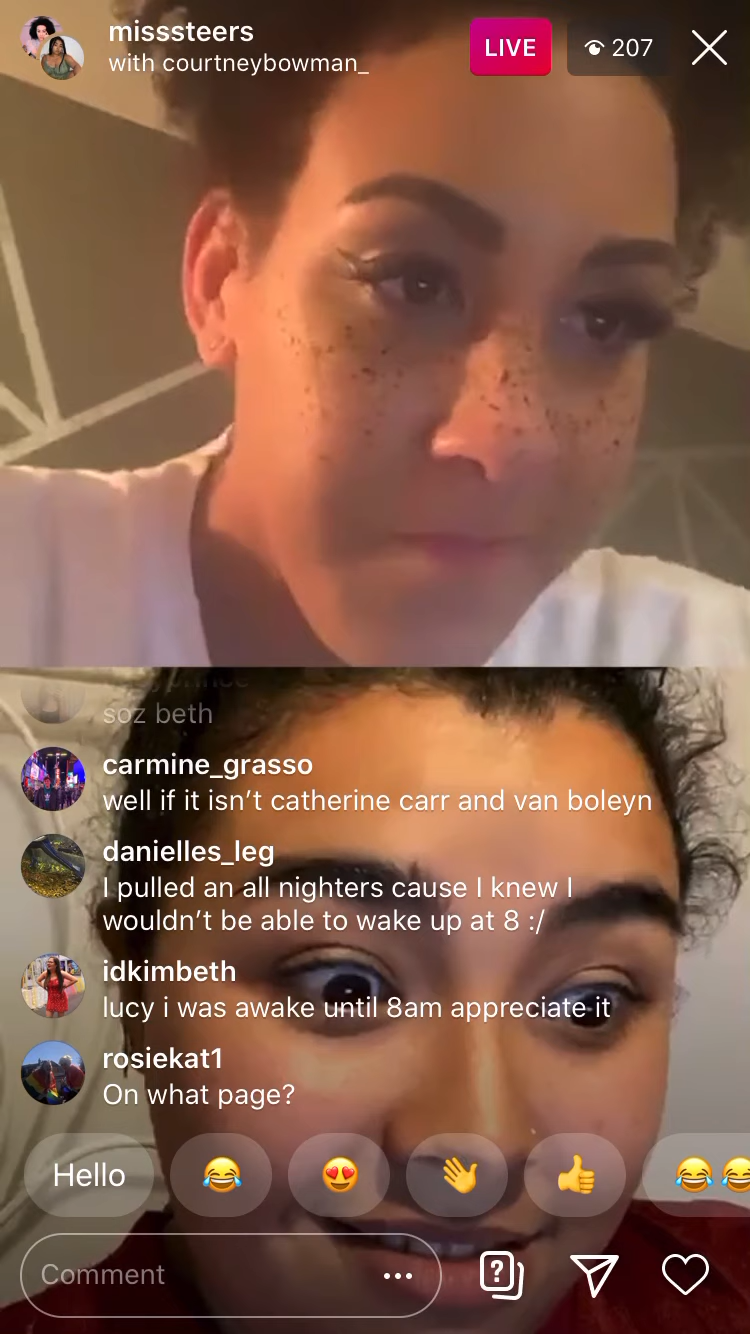 misssteers
with courtneybowman_
LIVE
207
soz beth
carmine_grasso
well if it isn’t catherine carr and van boleyn
danielles_leg
I pulled an all nighters cause I knew I
wouldn’t be able to wake up at 8 :/
idkimbeth
lucy i was awake until 8am appreciate it
rosiekat1
On what page?
Hello
Comment